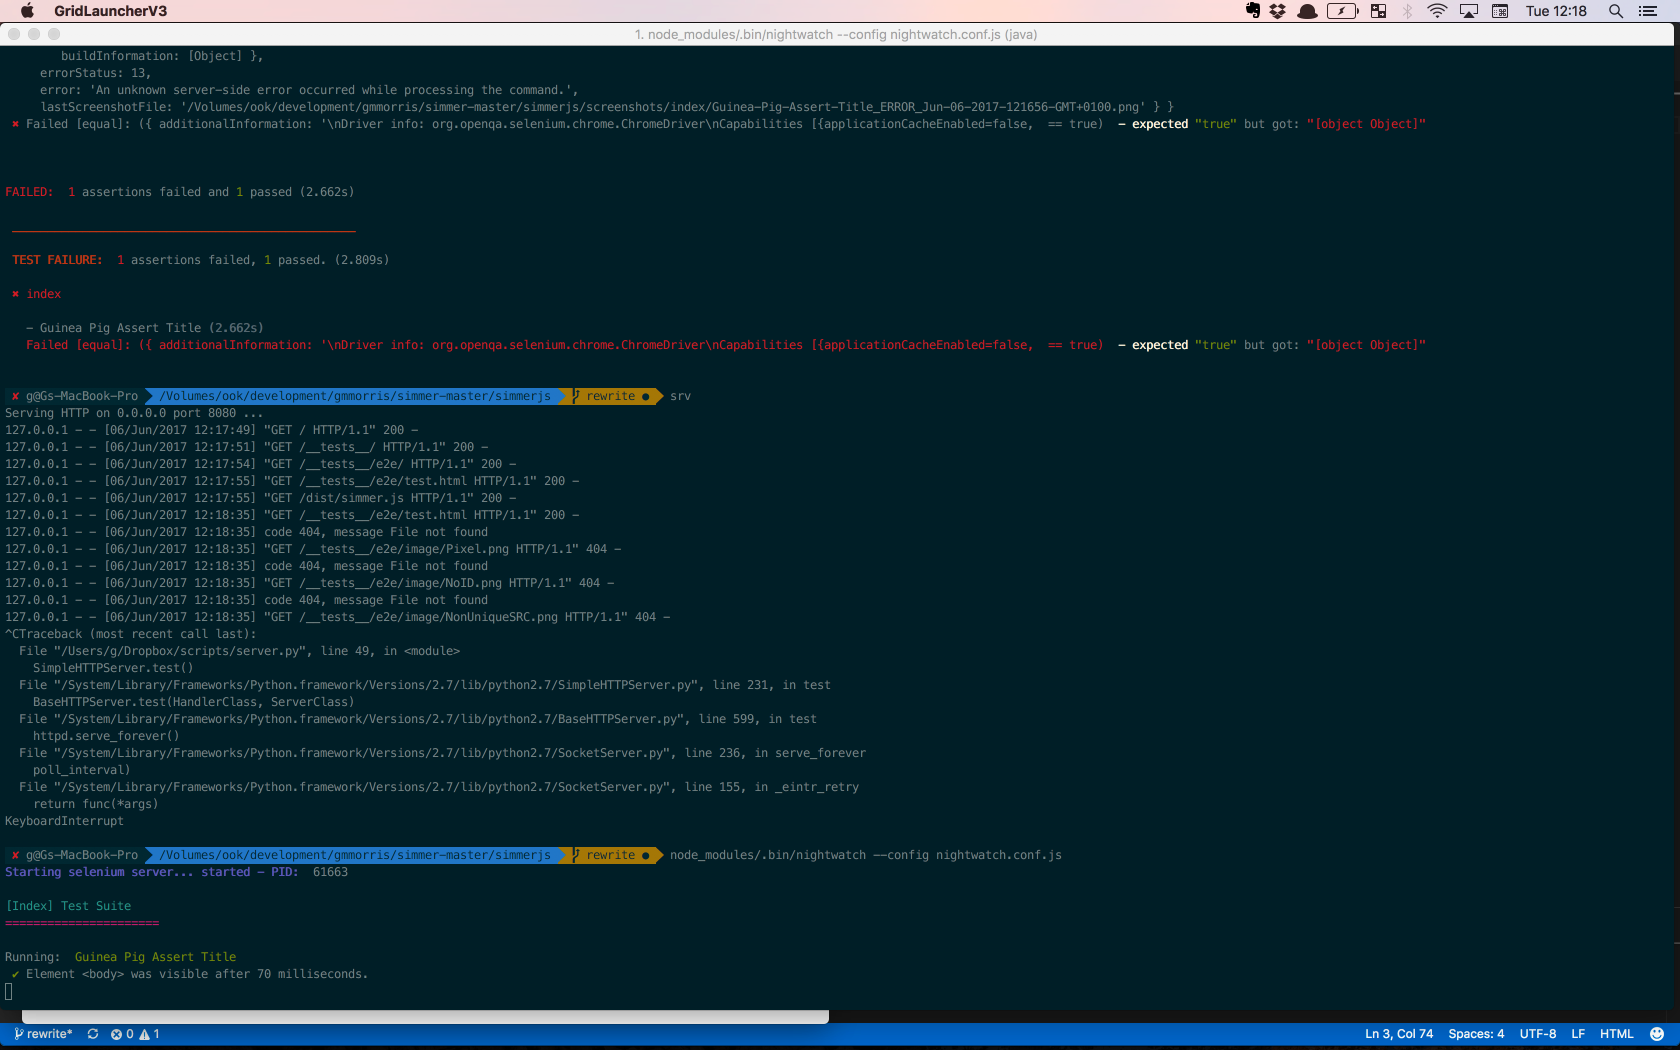 GridLauncherV3
Tue 12:18
1. node_modules/.bin/nightwatch --config nightwatch.conf.js (java)
buildInformation: [Object] },
errorStatus: 13,
error: 'An unknown server-side error occurred while processing the command.',
lastScreenshotFile: '/Volumes/ook/development/gmmorris/simmer-master/simmerjs/screenshots/index/Guinea-Pig-Assert-Title_ERROR_Jun-06-2017-121656-GMT+0100.png' } }
✖ Failed [equal]: ({ additionalInformation: '\nDriver info: org.openqa.selenium.chrome.ChromeDriver\nCapabilities [{applicationCacheEnabled=false,  == true)  - expected "true" but got: "[object Object]"
FAILED:  1 assertions failed and 1 passed (2.662s)
TEST FAILURE:  1 assertions failed, 1 passed. (2.809s)
✖ index
- Guinea Pig Assert Title (2.662s)
Failed [equal]: ({ additionalInformation: '\nDriver info: org.openqa.selenium.chrome.ChromeDriver\nCapabilities [{applicationCacheEnabled=false,  == true)  - expected "true" but got: "[object Object]"
✘ g@Gs-MacBook-Pro /Volumes/ook/development/gmmorris/simmer-master/simmerjs rewrite ● srv
Serving HTTP on 0.0.0.0 port 8080 ...
127.0.0.1 - - [06/Jun/2017 12:17:49] "GET / HTTP/1.1" 200 -
127.0.0.1 - - [06/Jun/2017 12:17:51] "GET /__tests__/ HTTP/1.1" 200 -
127.0.0.1 - - [06/Jun/2017 12:17:54] "GET /__tests__/e2e/ HTTP/1.1" 200 -
127.0.0.1 - - [06/Jun/2017 12:17:55] "GET /__tests__/e2e/test.html HTTP/1.1" 200 -
127.0.0.1 - - [06/Jun/2017 12:17:55] "GET /dist/simmer.js HTTP/1.1" 200 -
127.0.0.1 - - [06/Jun/2017 12:18:35] "GET /__tests__/e2e/test.html HTTP/1.1" 200 -
127.0.0.1 - - [06/Jun/2017 12:18:35] code 404, message File not found
127.0.0.1 - - [06/Jun/2017 12:18:35] "GET /__tests__/e2e/image/Pixel.png HTTP/1.1" 404 -
127.0.0.1 - - [06/Jun/2017 12:18:35] code 404, message File not found
127.0.0.1 - - [06/Jun/2017 12:18:35] "GET /__tests__/e2e/image/NoID.png HTTP/1.1" 404 -
127.0.0.1 - - [06/Jun/2017 12:18:35] code 404, message File not found
127.0.0.1 - - [06/Jun/2017 12:18:35] "GET /__tests__/e2e/image/NonUniqueSRC.png HTTP/1.1" 404 -
^CTraceback (most recent call last):
File "/Users/g/Dropbox/scripts/server.py", line 49, in <module>
SimpleHTTPServer.test()
File "/System/Library/Frameworks/Python.framework/Versions/2.7/lib/python2.7/SimpleHTTPServer.py", line 231, in test
BaseHTTPServer.test(HandlerClass, ServerClass)
File "/System/Library/Frameworks/Python.framework/Versions/2.7/lib/python2.7/BaseHTTPServer.py", line 599, in test
httpd.serve_forever()
File "/System/Library/Frameworks/Python.framework/Versions/2.7/lib/python2.7/SocketServer.py", line 236, in serve_forever
poll_interval)
File "/System/Library/Frameworks/Python.framework/Versions/2.7/lib/python2.7/SocketServer.py", line 155, in _eintr_retry
return func(*args)
KeyboardInterrupt
✘ g@Gs-MacBook-Pro /Volumes/ook/development/gmmorris/simmer-master/simmerjs rewrite ● node_modules/.bin/nightwatch --config nightwatch.conf.js
Starting selenium server... started - PID:  61663
[Index] Test Suite
======================
Running:  Guinea Pig Assert Title
✔ Element <body> was visible after 70 milliseconds.
rewrite* 0 1 Ln 3, Col 74 Spaces: 4 UTF-8 LF HTML